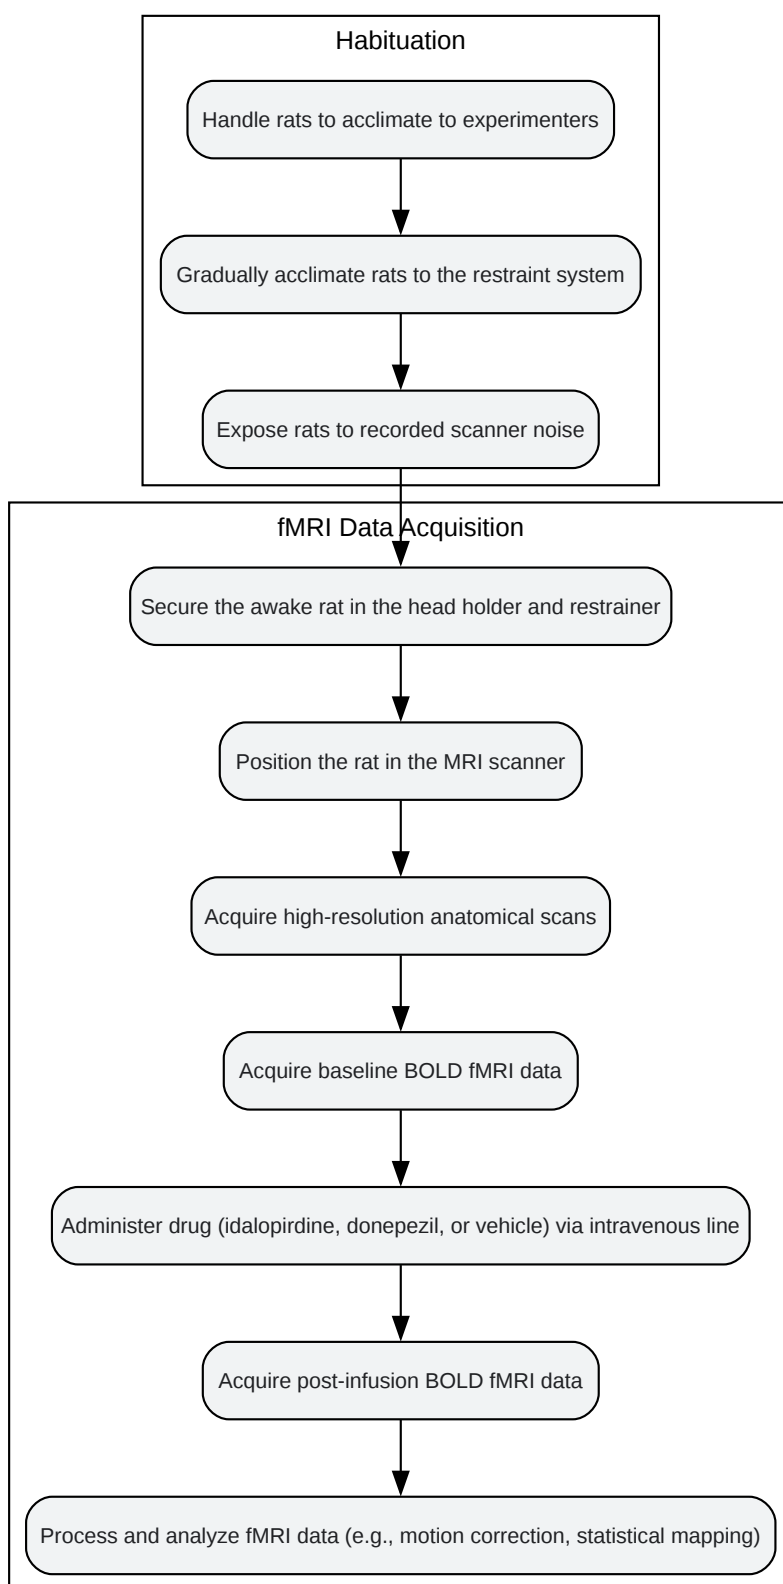 Habituation
Handle rats to acclimate to experimenters
Gradually acclimate rats to the restraint system
Expose rats to recorded scanner noise
fMRI Data Acquisition
Secure the awake rat in the head holder and restrainer
Position the rat in the MRI scanner
Acquire high-resolution anatomical scans
Acquire baseline BOLD fMRI data
Administer drug (idalopirdine, donepezil, or vehicle) via intravenous line
Acquire post-infusion BOLD fMRI data
Process and analyze fMRI data (e.g., motion correction, statistical mapping)